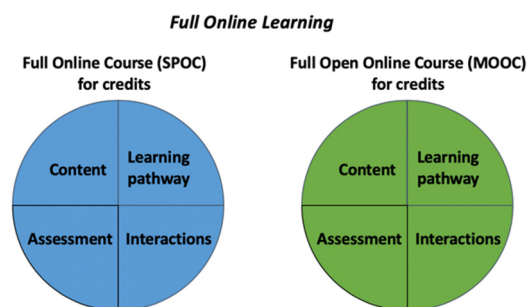 Full Online Learning
Full Online Course (SPOC)
for credits
Full Open Online Course (MOOC)
for credits
Content
Learning
pathway
Assessment
Interactions
Content
Learning
pathway
Assessment
Interactions